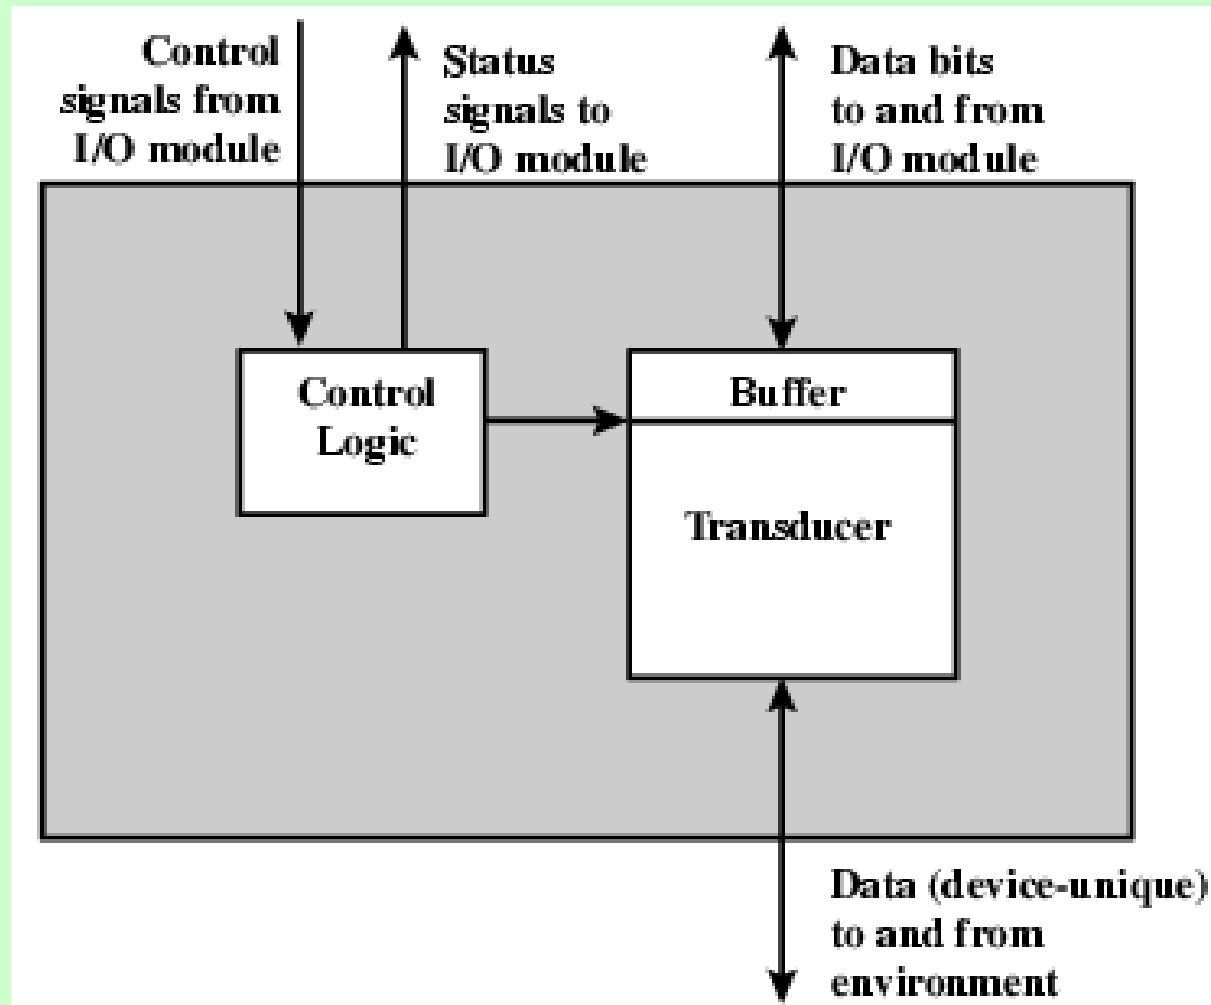 Control
signals from
I/O module
Status
signals to
I/O module
Data bits
to and from
I/O module
Control
Logic
Buffer
Transducer
Data (device-unique)
to and from
environment